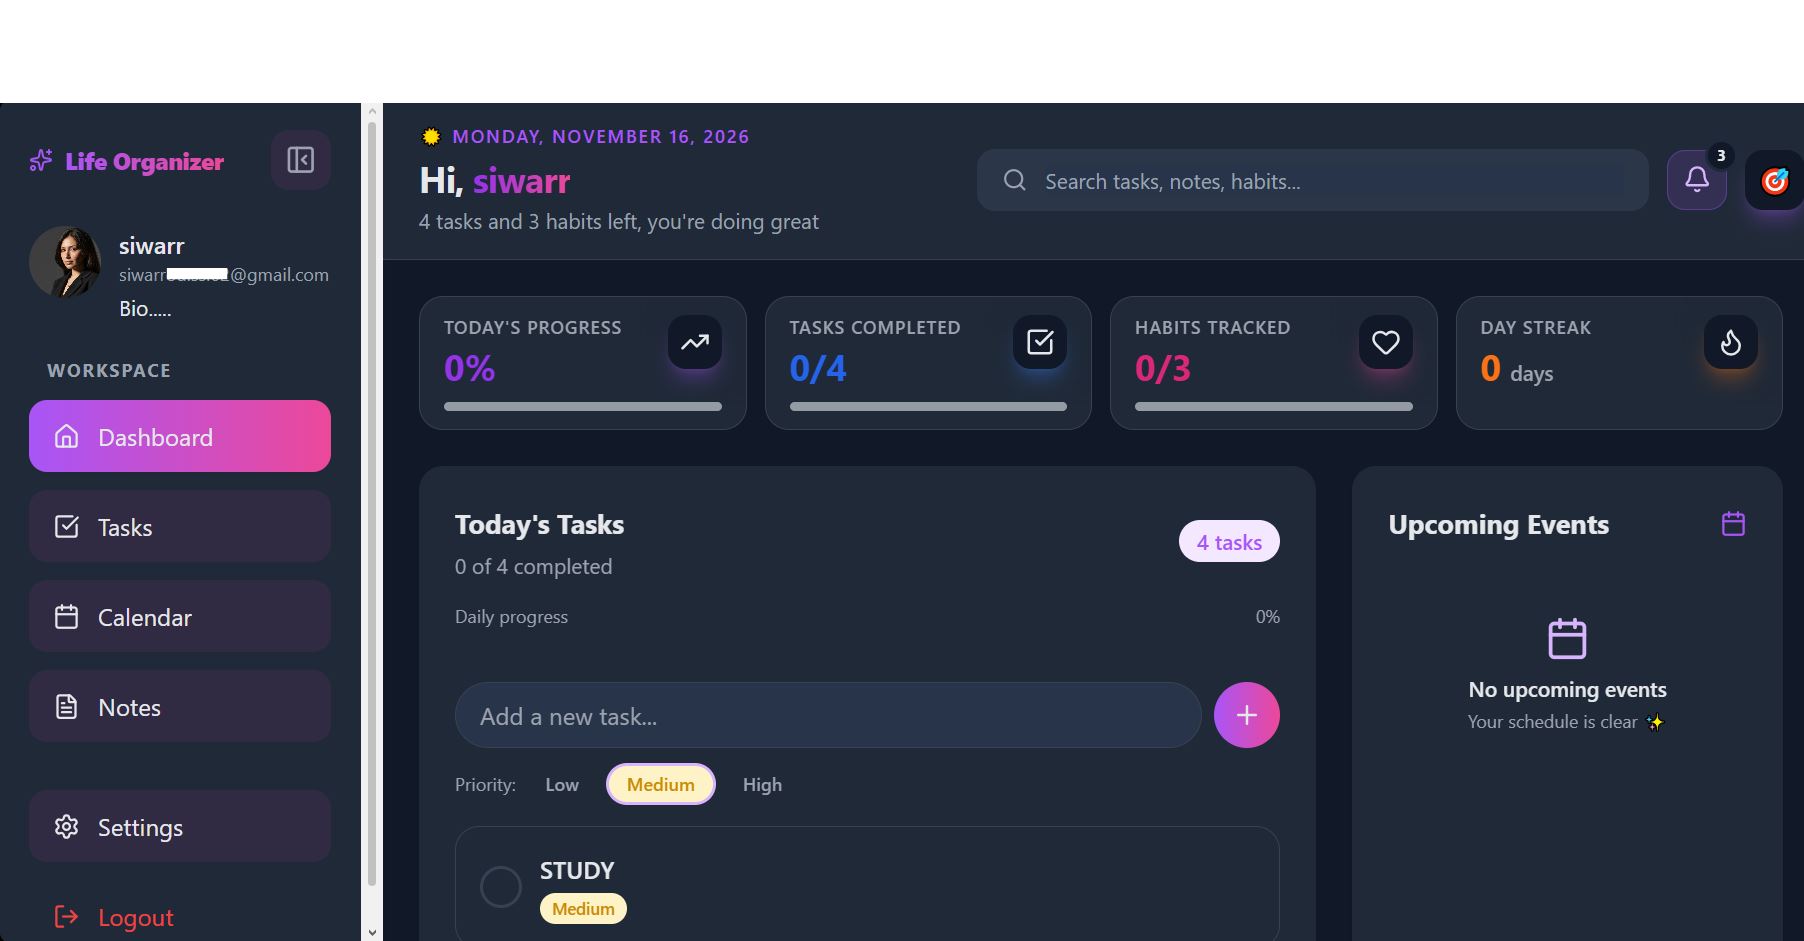 Life Organizer
siwarr
@gmail.com
Bio.....
WORKSPACE
Dashboard
Tasks
Calendar
Notes
Settings
Logout
MONDAY, NOVEMBER 16, 2026
Hi, siwarr
4 tasks and 3 habits left, you're doing great
Search tasks, notes, habits...
3
TODAY'S PROGRESS
0%
TASKS COMPLETED
0/4
HABITS TRACKED
0/3
DAY STREAK
0 days
Today's Tasks
4 tasks
0 of 4 completed
Daily progress
0%
Add a new task...
Priority:
Low
Medium
High
STUDY
Medium
Upcoming Events
No upcoming events
Your schedule is clear ✨